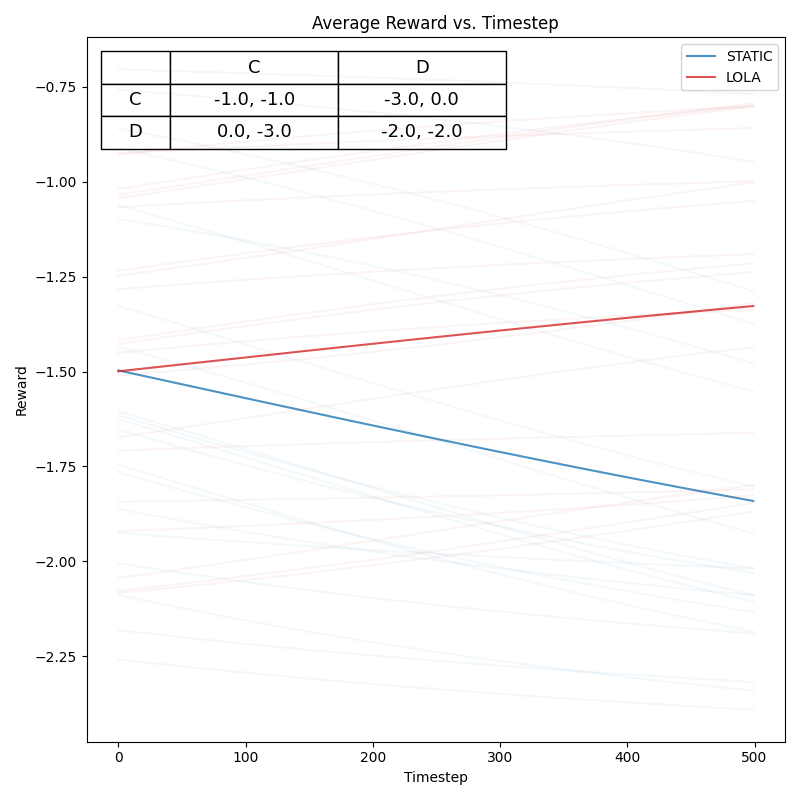 Average Reward vs. Timestep
C D
C -1.0, -1.0 -3.0, 0.0
D 0.0, -3.0 -2.0, -2.0
STATIC
LOLA
Reward
−0.75
−1.00
−1.25
−1.50
−1.75
−2.00
−2.25
0 100 200 300 400 500
Timestep